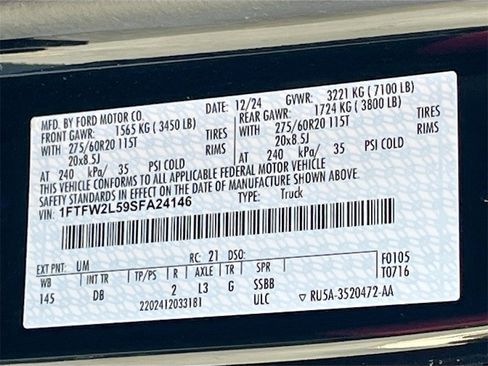 MFD. BY FORD MOTOR CO. DATE: 12/24 GVWR: 3221 KG ( 7100 LB)
FRONT GAWR: 1565 KG ( 3450 LB) REAR GAWR: 1724 KG ( 3800 LB)
WITH 275/60R20 115T TIRES WITH 275/60R20 115T TIRES
20x8.5J RIMS 20x8.5J RIMS
AT 240 kPa/ 35 PSI COLD AT 240 kPa/ 35 PSI COLD
THIS VEHICLE CONFORMS TO ALL APPLICABLE FEDERAL MOTOR VEHICLE
SAFETY STANDARDS IN EFFECT ON THE DATE OF MANUFACTURE SHOWN ABOVE.
VIN: 1FTFW2L59SFA24146 TYPE: Truck
EXT PNT: UM RC: 21 DSO: F0105
WB INT TR TP/PS R AXLE TR SPR T0716
145 DB 2 L3 G SSBB
2202412033181 ULC ▽ RU5A-3520472-AA